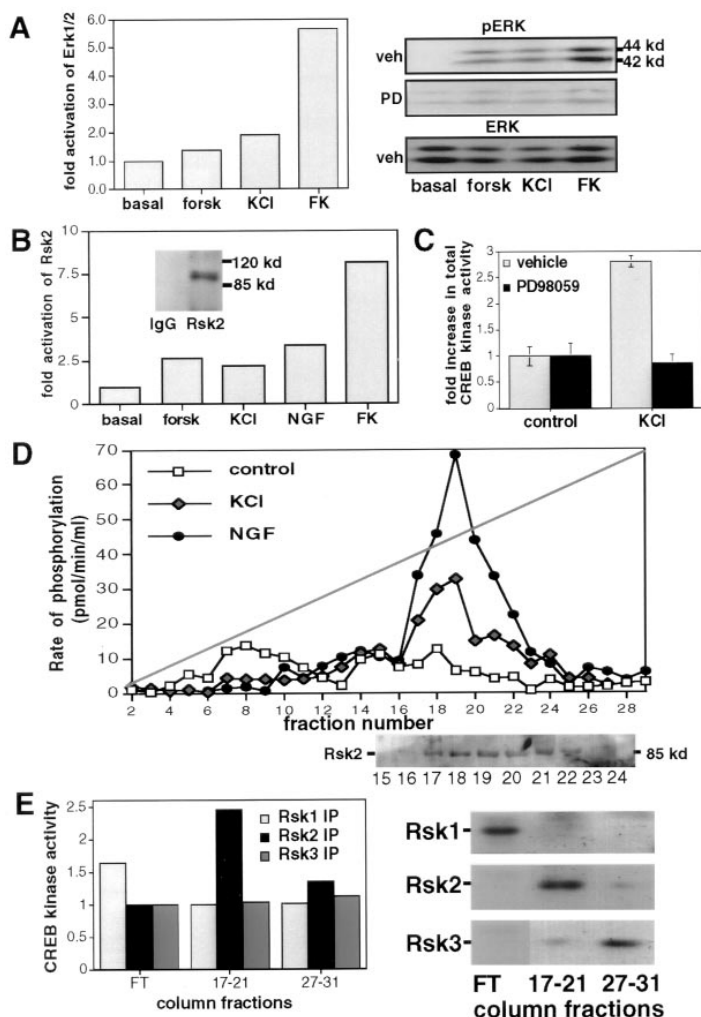 A
fold activation of Erk1/2
6.0
5.0
4.0
3.0
2.0
1.0
0.0
basal forsk KCl FK
pERK
veh
44 kd
42 kd
PD
ERK
veh
basal forsk KCl FK
B
fold activation of Rsk2
10
7.5
5
2.5
0
120 kd
85 kd
IgG Rsk2
basal forsk KCl NGF FK
C
fold increase in total
CREB kinase activity
3
2.5
2
1.5
1
0.5
0
vehicle
PD98059
control KCl
D
Rate of phosphorylation
(pmol/min/ml)
70
60
50
40
30
20
10
0
control
KCl
NGF
2 4 6 8 10 12 14 16 18 20 22 24 26 28
fraction number
Rsk2
85 kd
15 16 17 18 19 20 21 22 23 24
E
CREB kinase activity
2.5
2
1.5
1
0.5
0
Rsk1 IP
Rsk2 IP
Rsk3 IP
FT 17-21 27-31
column fractions
Rsk1
Rsk2
Rsk3
FT 17-21 27-31
column fractions